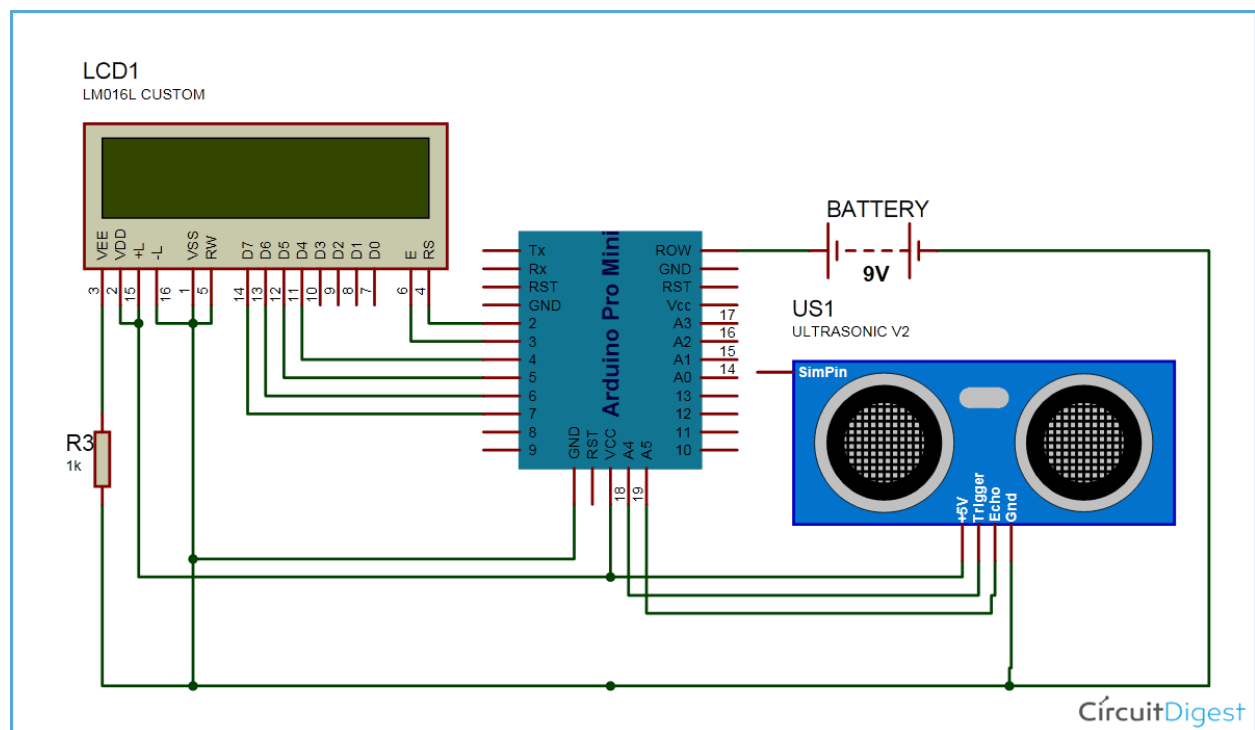 LCD1
LM016L CUSTOM
VEE VDD +L -L VSS RW D7 D6 D5 D4 D3 D2 D1 D0 E RS
3 2 15 16 1 5 14 13 12 11 10 9 8 7 6 4
R3
1k
Arduino Pro Mini
Tx
Rx
RST
GND
2
3
4
5
6
7
8
9
ROW
GND
RST
Vcc
A3 17
A2 16
A1 15
A0 14
13
12
11
10
GND RST VCC A4 A5
18 19
BATTERY
9V
US1
ULTRASONIC V2
SimPin
+5V Trigger Echo Gnd
CírcuitDigest